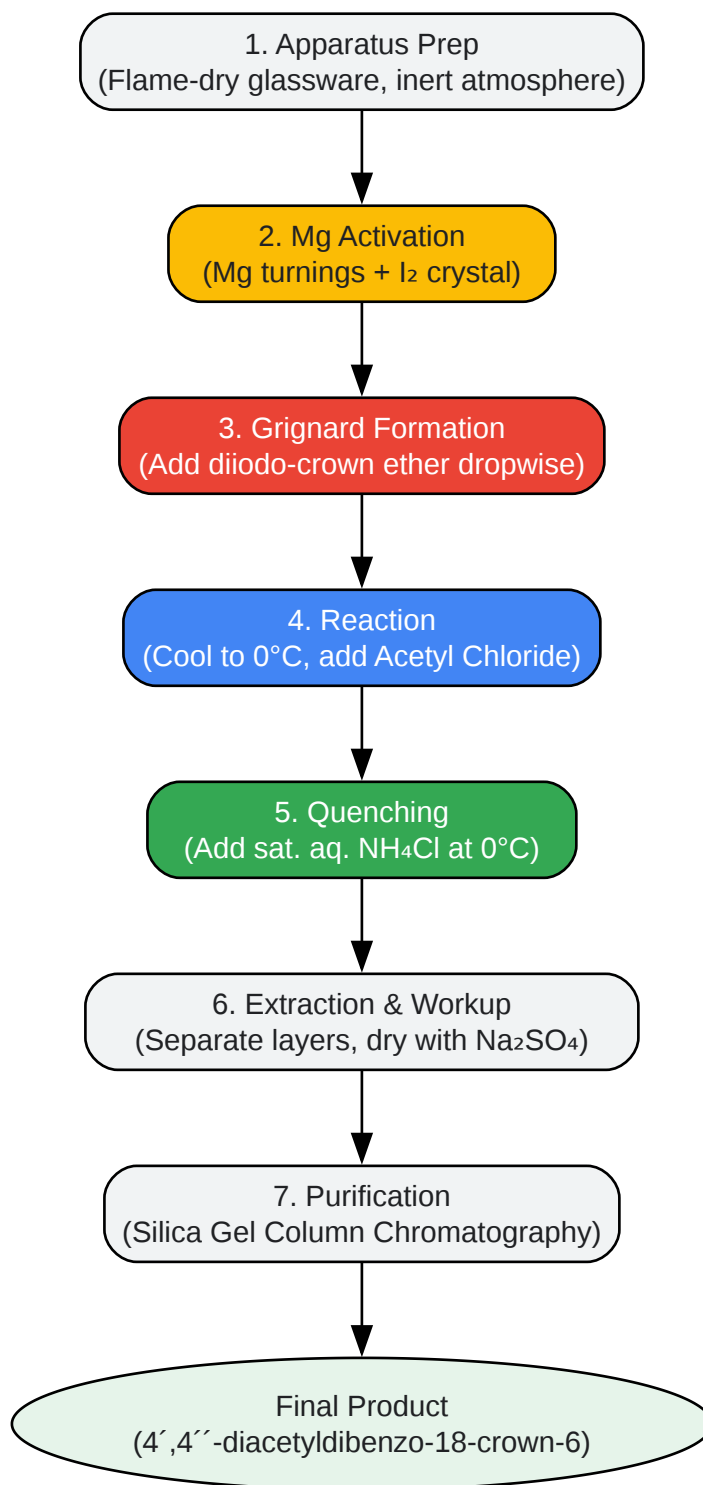 1. Apparatus Prep
(Flame-dry glassware, inert atmosphere)
2. Mg Activation
(Mg turnings + I₂ crystal)
3. Grignard Formation
(Add diiodo-crown ether dropwise)
4. Reaction
(Cool to 0°C, add Acetyl Chloride)
5. Quenching
(Add sat. aq. NH₄Cl at 0°C)
6. Extraction & Workup
(Separate layers, dry with Na₂SO₄)
7. Purification
(Silica Gel Column Chromatography)
Final Product
(4´,4´´-diacetyldibenzo-18-crown-6)